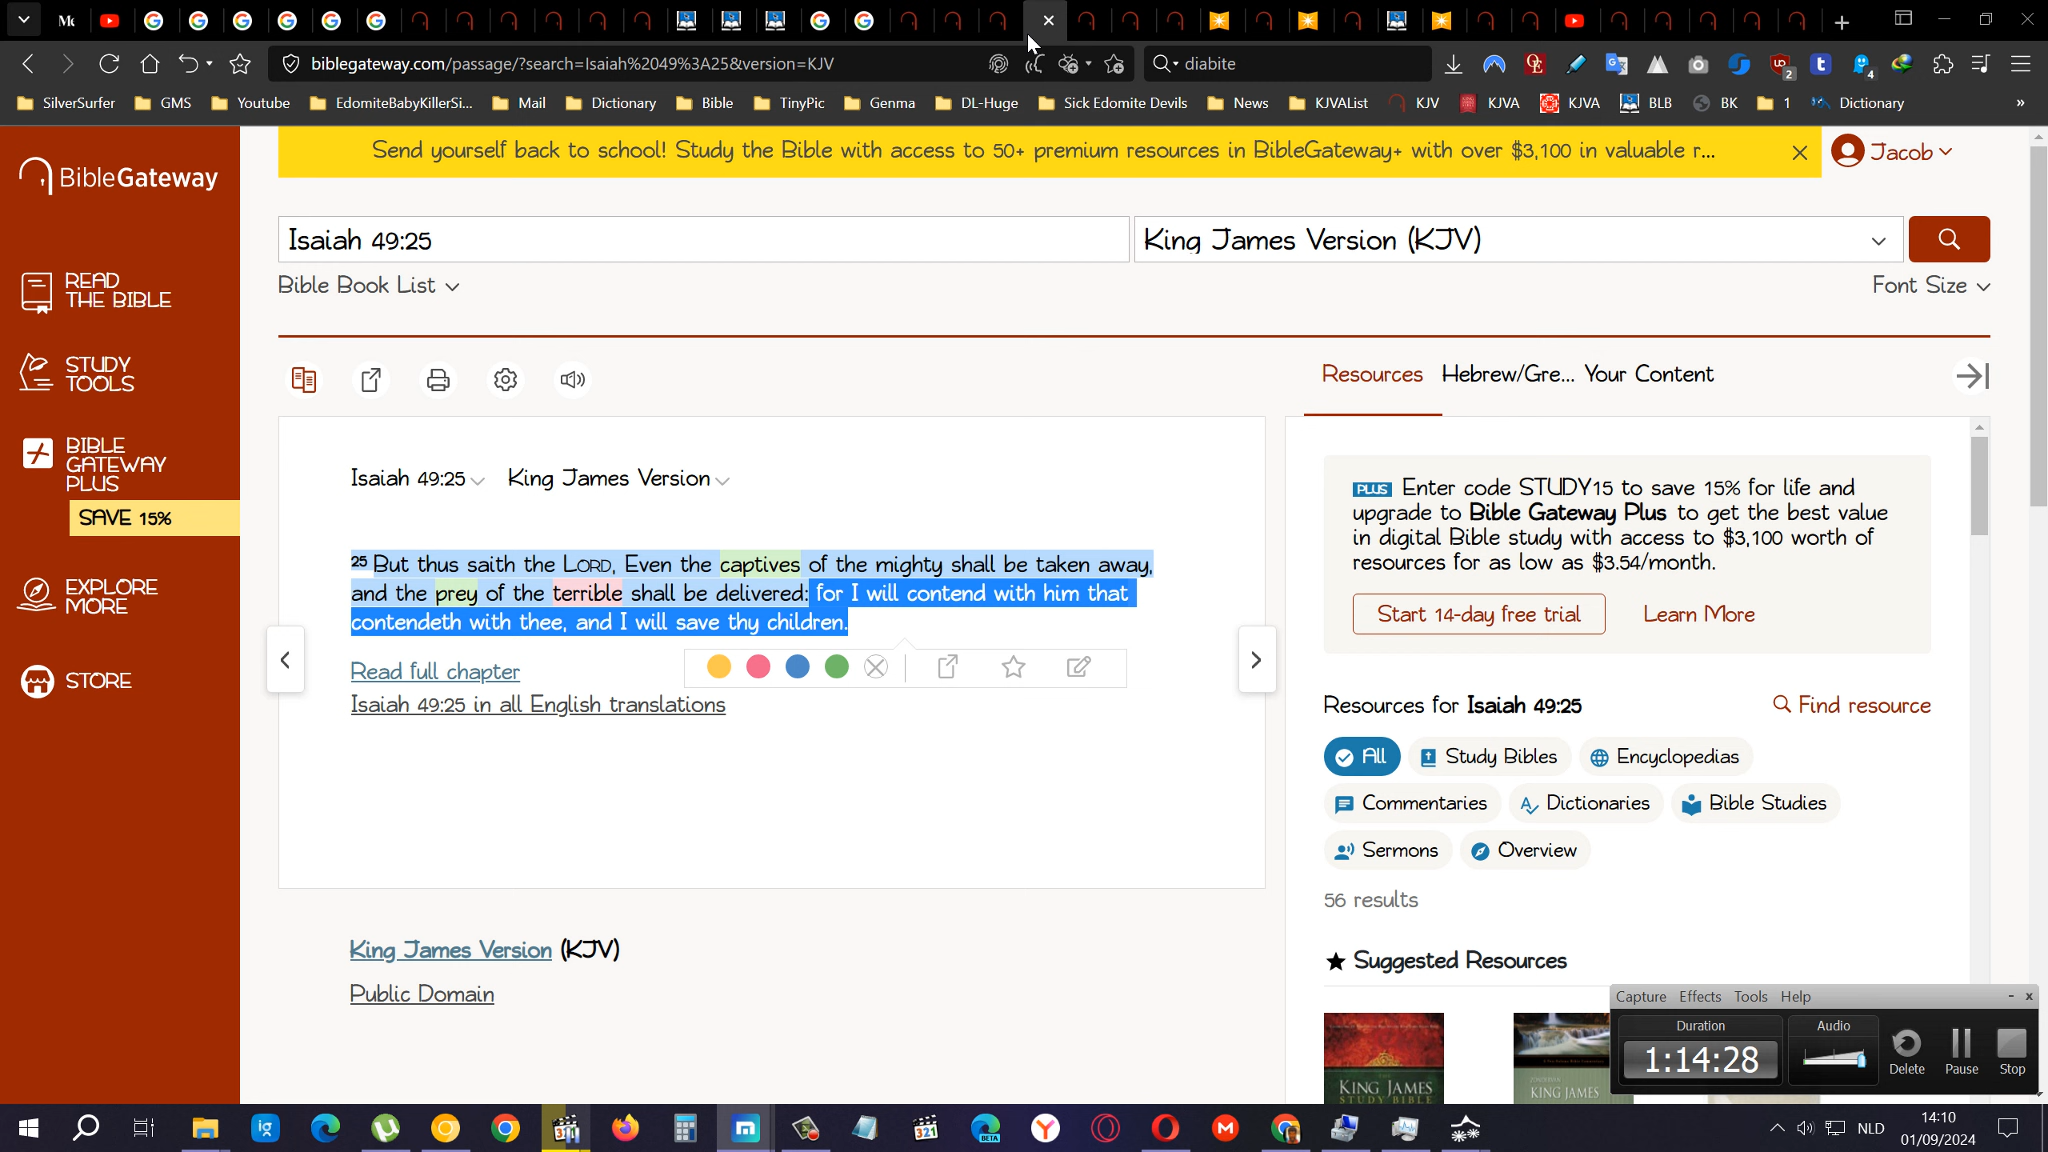 biblegateway.com/passage/?search=Isaiah%2049%3A25&version=KJV
diabite
SilverSurfer
GMS
Youtube
EdomiteBabyKillerSi...
Mail
Dictionary
Bible
TinyPic
Genma
DL-Huge
Sick Edomite Devils
News
KJVAList
KJV
KJVA
KJVA
BLB
BK
1
Dictionary
»
BibleGateway
Send yourself back to school! Study the Bible with access to 50+ premium resources in BibleGateway+ with over $3,100 in valuable r...
Jacob
Isaiah 49:25
King James Version (KJV)
Bible Book List
Font Size
READ
THE BIBLE
STUDY
TOOLS
BIBLE
GATEWAY
PLUS
SAVE 15%
EXPLORE
MORE
STORE
Resources
Hebrew/Gre...
Your Content
Isaiah 49:25
King James Version
25 But thus saith the LORD, Even the captives of the mighty shall be taken away,
and the prey of the terrible shall be delivered: for I will contend with him that
contendeth with thee, and I will save thy children.
Read full chapter
Isaiah 49:25 in all English translations
King James Version (KJV)
Public Domain
PLUS Enter code STUDY15 to save 15% for life and
upgrade to Bible Gateway Plus to get the best value
in digital Bible study with access to $3,100 worth of
resources for as low as $3.54/month.
Start 14-day free trial
Learn More
Resources for Isaiah 49:25
Find resource
All
Study Bibles
Encyclopedias
Commentaries
Dictionaries
Bible Studies
Sermons
Overview
56 results
Suggested Resources
KING JAMES
STUDY BIBLE
KING JAMES
Capture Effects Tools Help
Duration
Audio
1:14:28
Delete
Pause
Stop
NLD
14:10
01/09/2024